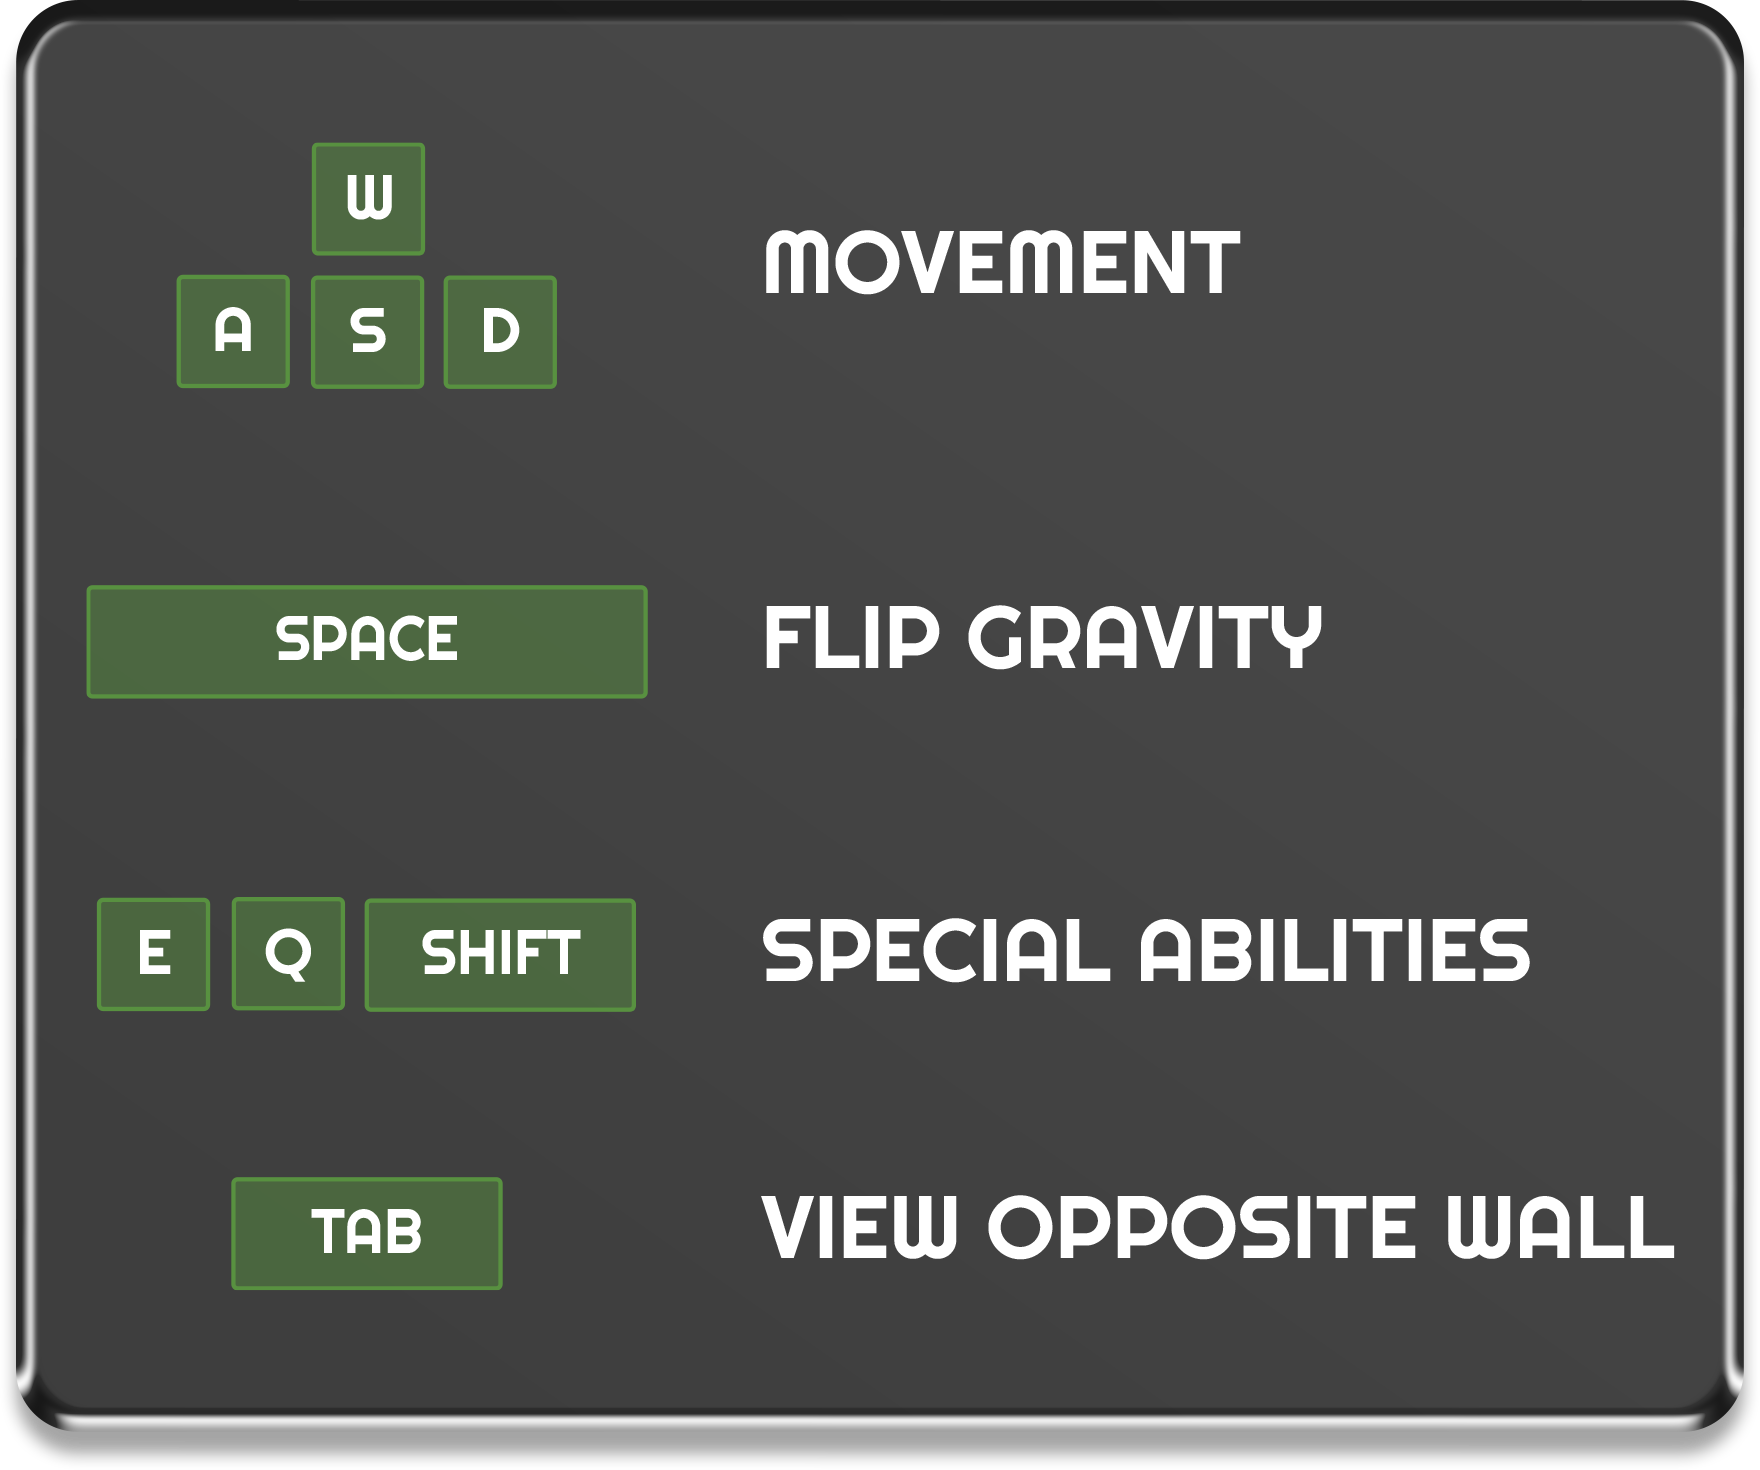 W
A S D
MOVEMENT
SPACE
FLIP GRAVITY
E Q SHIFT
SPECIAL ABILITIES
TAB
VIEW OPPOSITE WALL